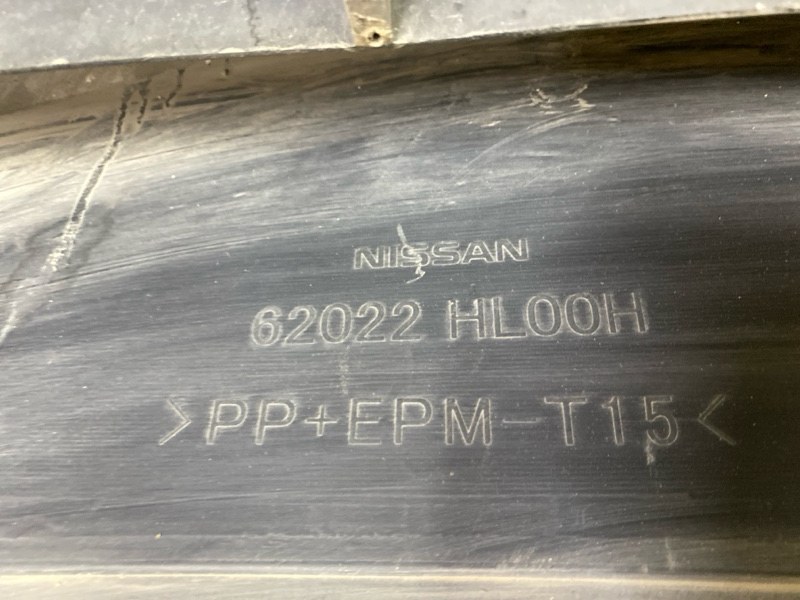 NISSAN
62022 HL00H
>PP+EPM-T15<